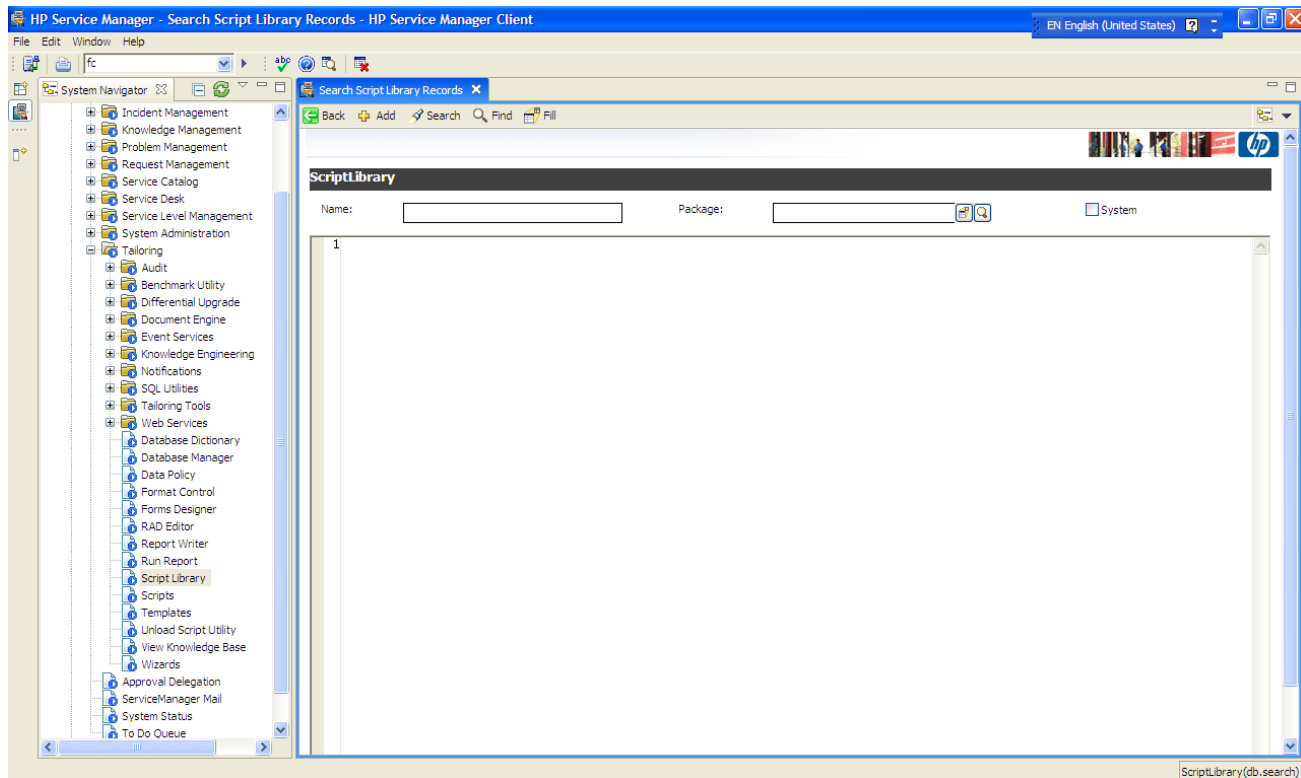 HP Service Manager - Search Script Library Records - HP Service Manager Client
EN English (United States)
File Edit Window Help
fc
abc
System Navigator
Search Script Library Records
Back Add Search Find Fill
Incident Management
Knowledge Management
Problem Management
Request Management
Service Catalog
Service Desk
Service Level Management
System Administration
Tailoring
Audit
Benchmark Utility
Differential Upgrade
Document Engine
Event Services
Knowledge Engineering
Notifications
SQL Utilities
Tailoring Tools
Web Services
Database Dictionary
Database Manager
Data Policy
Format Control
Forms Designer
RAD Editor
Report Writer
Run Report
Script Library
Scripts
Templates
Unload Script Utility
View Knowledge Base
Wizards
Approval Delegation
ServiceManager Mail
System Status
To Do Queue
hp
ScriptLibrary
Name: Package: System
1
ScriptLibrary(db.search)